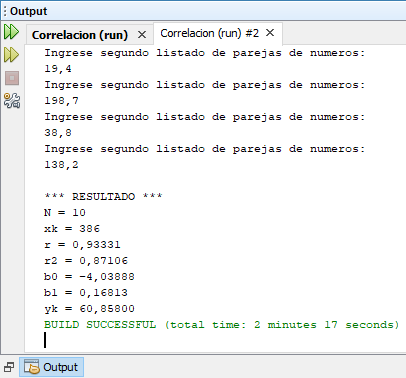 Output
Correlacion (run) Correlacion (run) #2
Ingrese segundo listado de parejas de numeros:
19,4
Ingrese segundo listado de parejas de numeros:
198,7
Ingrese segundo listado de parejas de numeros:
38,8
Ingrese segundo listado de parejas de numeros:
138,2
*** RESULTADO ***
N = 10
xk = 386
r = 0,93331
r2 = 0,87106
b0 = -4,03888
b1 = 0,16813
yk = 60,85800
BUILD SUCCESSFUL (total time: 2 minutes 17 seconds)
Output